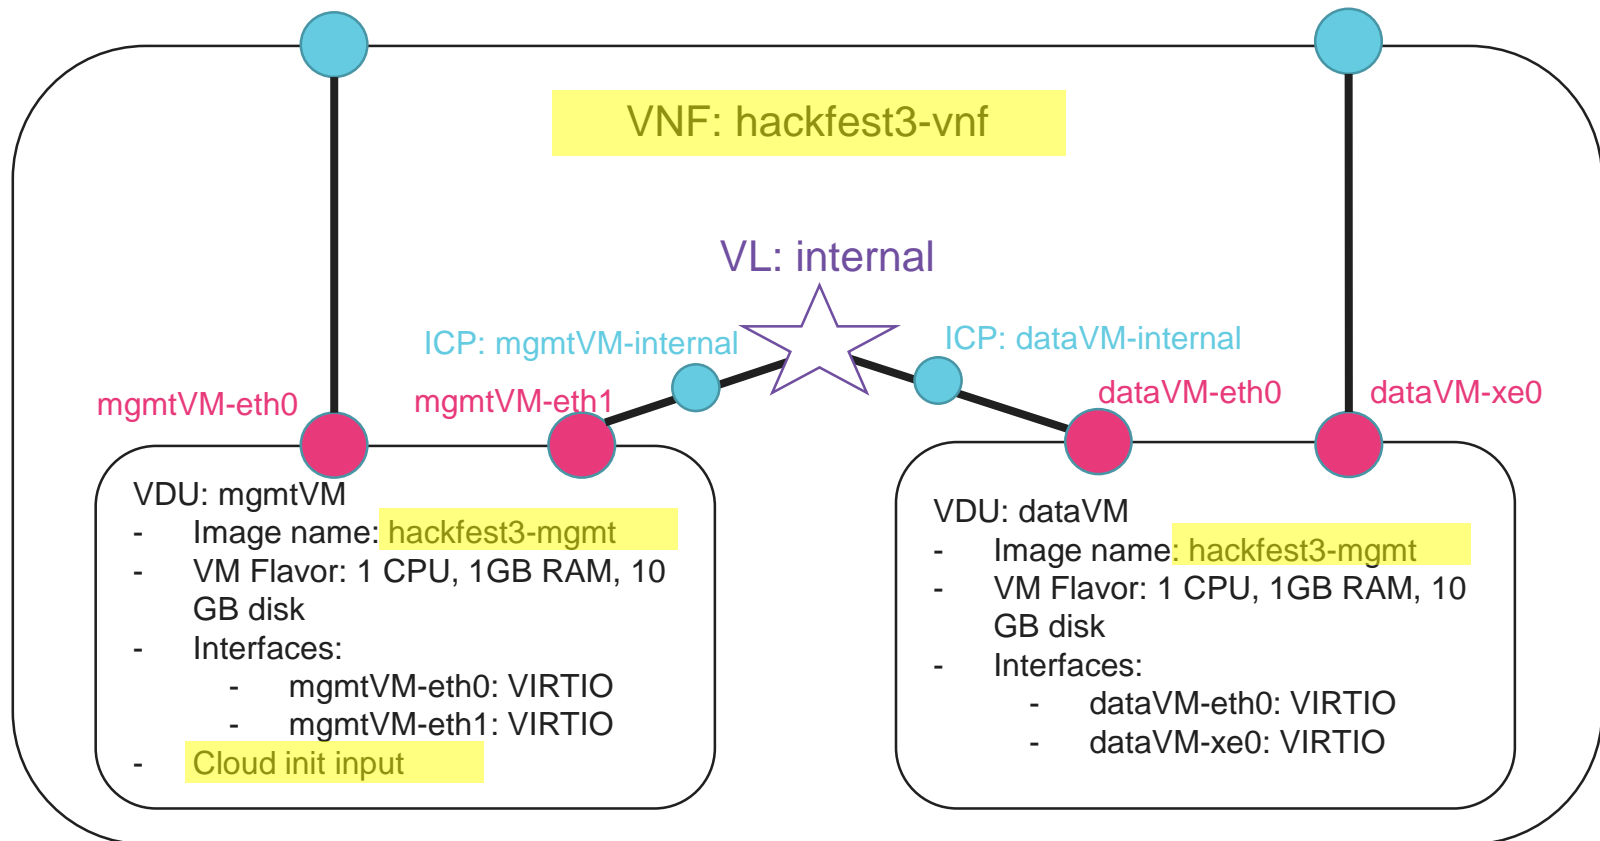 VNF: hackfest3-vnf
VL: internal
ICP: mgmtVM-internal
ICP: dataVM-internal
mgmtVM-eth0
mgmtVM-eth1
dataVM-eth0
dataVM-xe0
VDU: mgmtVM
- Image name: hackfest3-mgmt
- VM Flavor: 1 CPU, 1GB RAM, 10
GB disk
- Interfaces:
- mgmtVM-eth0: VIRTIO
- mgmtVM-eth1: VIRTIO
- Cloud init input
VDU: dataVM
- Image name: hackfest3-mgmt
- VM Flavor: 1 CPU, 1GB RAM, 10
GB disk
- Interfaces:
- dataVM-eth0: VIRTIO
- dataVM-xe0: VIRTIO